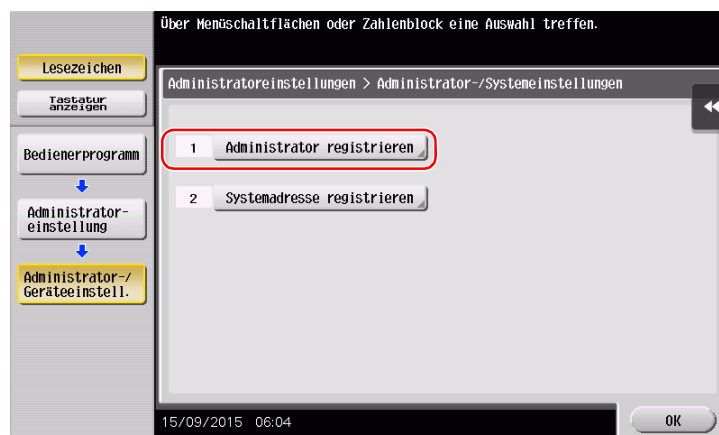 Über Menüschaltflächen oder Zahlenblock eine Auswahl treffen.
Lesezeichen
Tastatur
anzeigen
Bedienerprogramm
Administrator-
einstellung
Administrator-/
Geräteeinstell.
Administratoreinstellungen > Administrator-/Systemeinstellungen
1 Administrator registrieren
2 Systemadresse registrieren
15/09/2015 06:04
OK